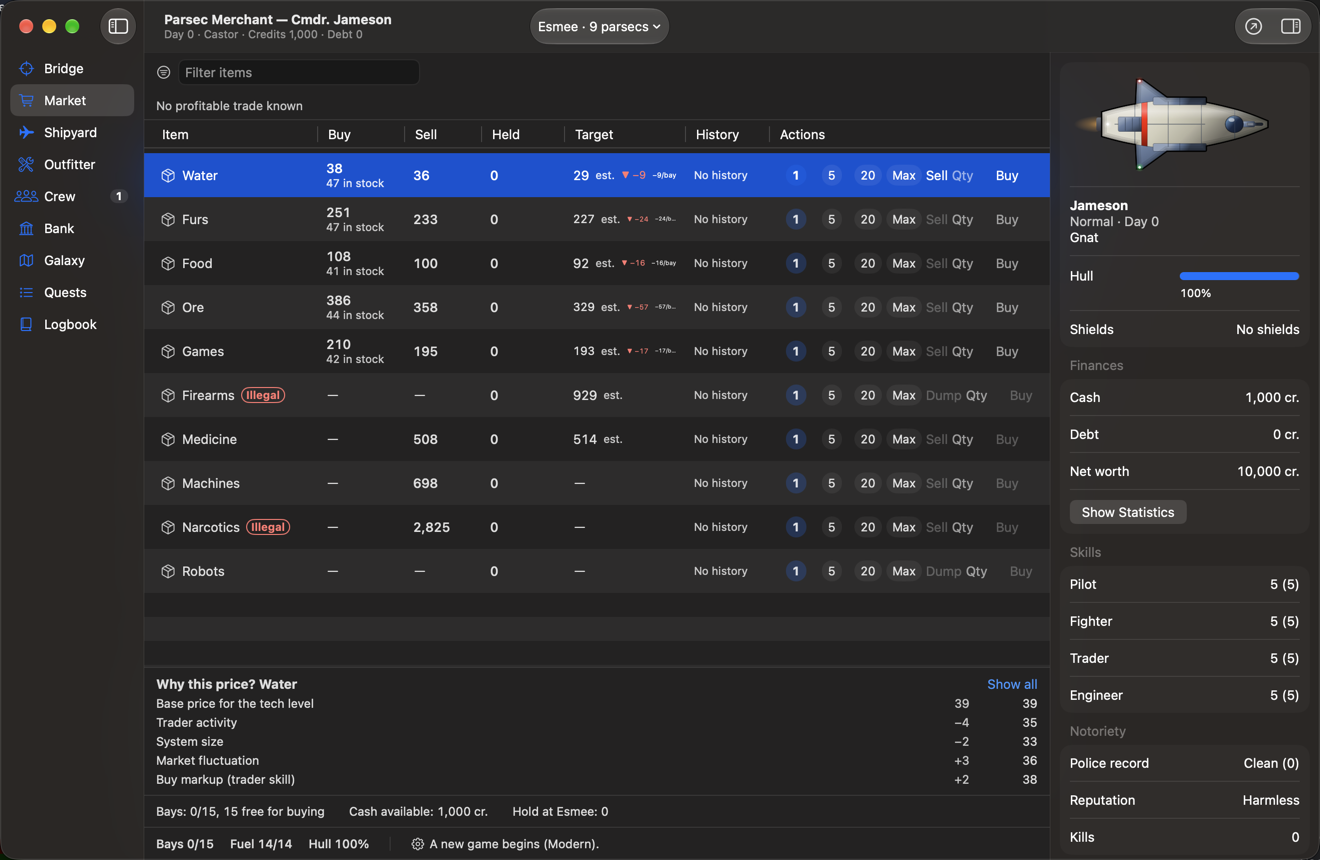 Parsec Merchant — Cmdr. Jameson
Day 0 · Castor · Credits 1,000 · Debt 0
Esmee · 9 parsecs
Bridge
Market
Shipyard
Outfitter
Crew 1
Bank
Galaxy
Quests
Logbook
Filter items
No profitable trade known
Item Buy Sell Held Target History Actions
Water 38 47 in stock 36 0 29 est. ▼ −9 −9/bay No history 1 5 20 Max Sell Qty Buy
Furs 251 47 in stock 233 0 227 est. ▼ −24 −24/b… No history 1 5 20 Max Sell Qty Buy
Food 108 41 in stock 100 0 92 est. ▼ −16 −16/bay No history 1 5 20 Max Sell Qty Buy
Ore 386 44 in stock 358 0 329 est. ▼ −57 −57/b… No history 1 5 20 Max Sell Qty Buy
Games 210 42 in stock 195 0 193 est. ▼ −17 −17/b… No history 1 5 20 Max Sell Qty Buy
Firearms Illegal — — 0 929 est. No history 1 5 20 Max Dump Qty Buy
Medicine — 508 0 514 est. No history 1 5 20 Max Sell Qty Buy
Machines — 698 0 — No history 1 5 20 Max Sell Qty Buy
Narcotics Illegal — 2,825 0 — No history 1 5 20 Max Sell Qty Buy
Robots — — 0 — No history 1 5 20 Max Dump Qty Buy
Why this price? Water Show all
Base price for the tech level 39 39
Trader activity −4 35
System size −2 33
Market fluctuation +3 36
Buy markup (trader skill) +2 38
Bays: 0/15, 15 free for buying Cash available: 1,000 cr. Hold at Esmee: 0
Bays 0/15 Fuel 14/14 Hull 100% A new game begins (Modern).
Jameson
Normal · Day 0
Gnat
Hull
100%
Shields No shields
Finances
Cash 1,000 cr.
Debt 0 cr.
Net worth 10,000 cr.
Show Statistics
Skills
Pilot 5 (5)
Fighter 5 (5)
Trader 5 (5)
Engineer 5 (5)
Notoriety
Police record Clean (0)
Reputation Harmless
Kills 0